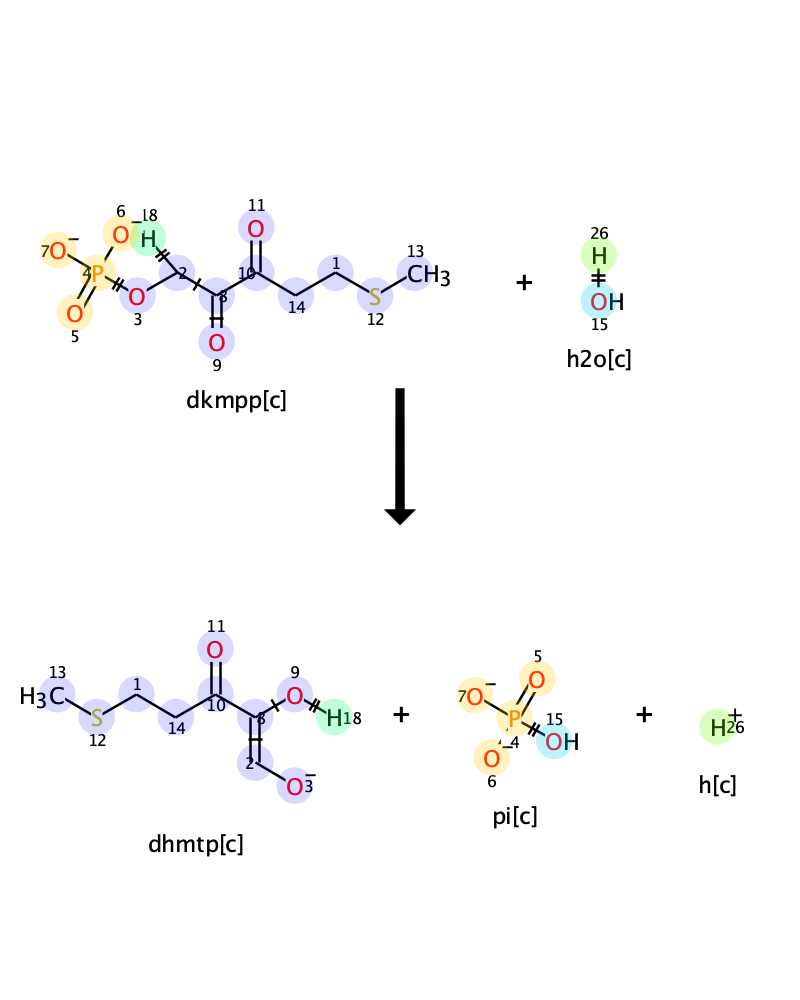 11
6 − 18
O H O 26
7 O − H
4 P 2 10 1 13 CH3
O 8 14 S + OH
3 12 15
O O
5 9 h2o[c]
dkmpp[c]
11 5
13 O 9 7 O − O
H3C 1 O H 18 P 15 +
S 10 8 + 4 OH + H 26
12 14 2 O −
O − 3 6 h[c]
pi[c]
dhmtp[c]